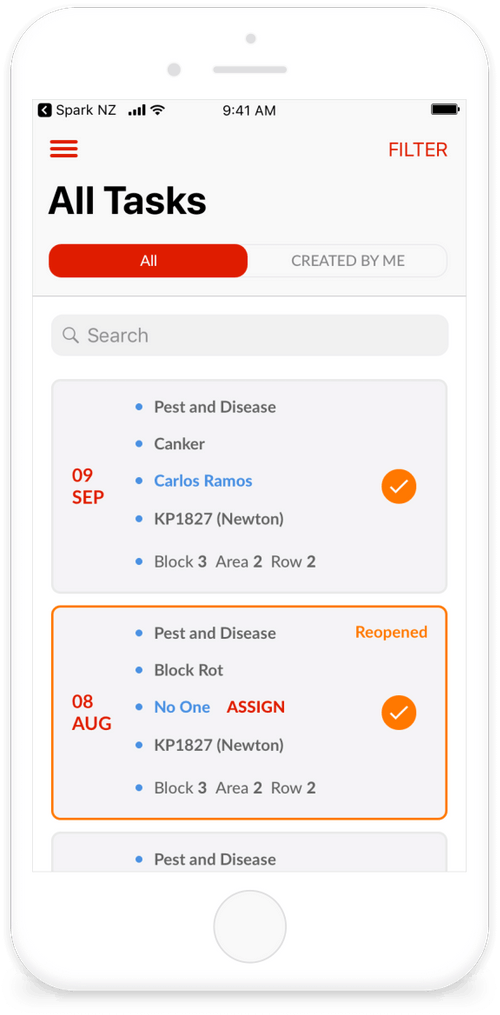 Spark NZ 9:41 AM
FILTER
All Tasks
All CREATED BY ME
Search
Pest and Disease
Canker
09
SEP
Carlos Ramos
KP1827 (Newton)
Block 3 Area 2 Row 2
Pest and Disease Reopened
Block Rot
08
AUG
No One ASSIGN
KP1827 (Newton)
Block 3 Area 2 Row 2
Pest and Disease